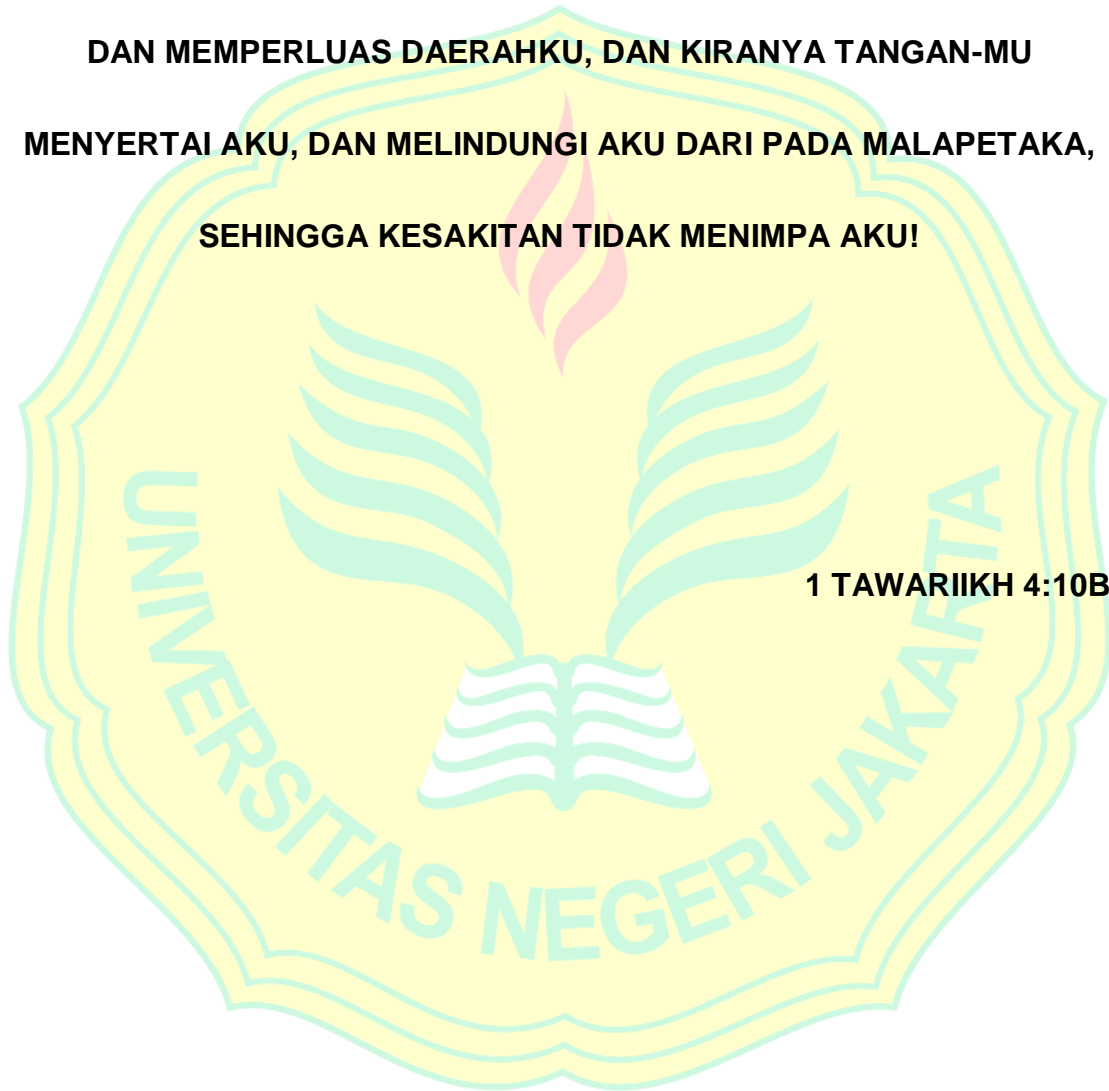 DAN MEMPERLUAS DAERAHKU, DAN KIRANYA TANGAN-MU
MENYERTAI AKU, DAN MELINDUNGI AKU DARI PADA MALAPETAKA,
SEHINGGA KESAKITAN TIDAK MENIMPA AKU!
1 TAWARIIKH 4:10B
UNIVERSITAS NEGERI JAKARTA